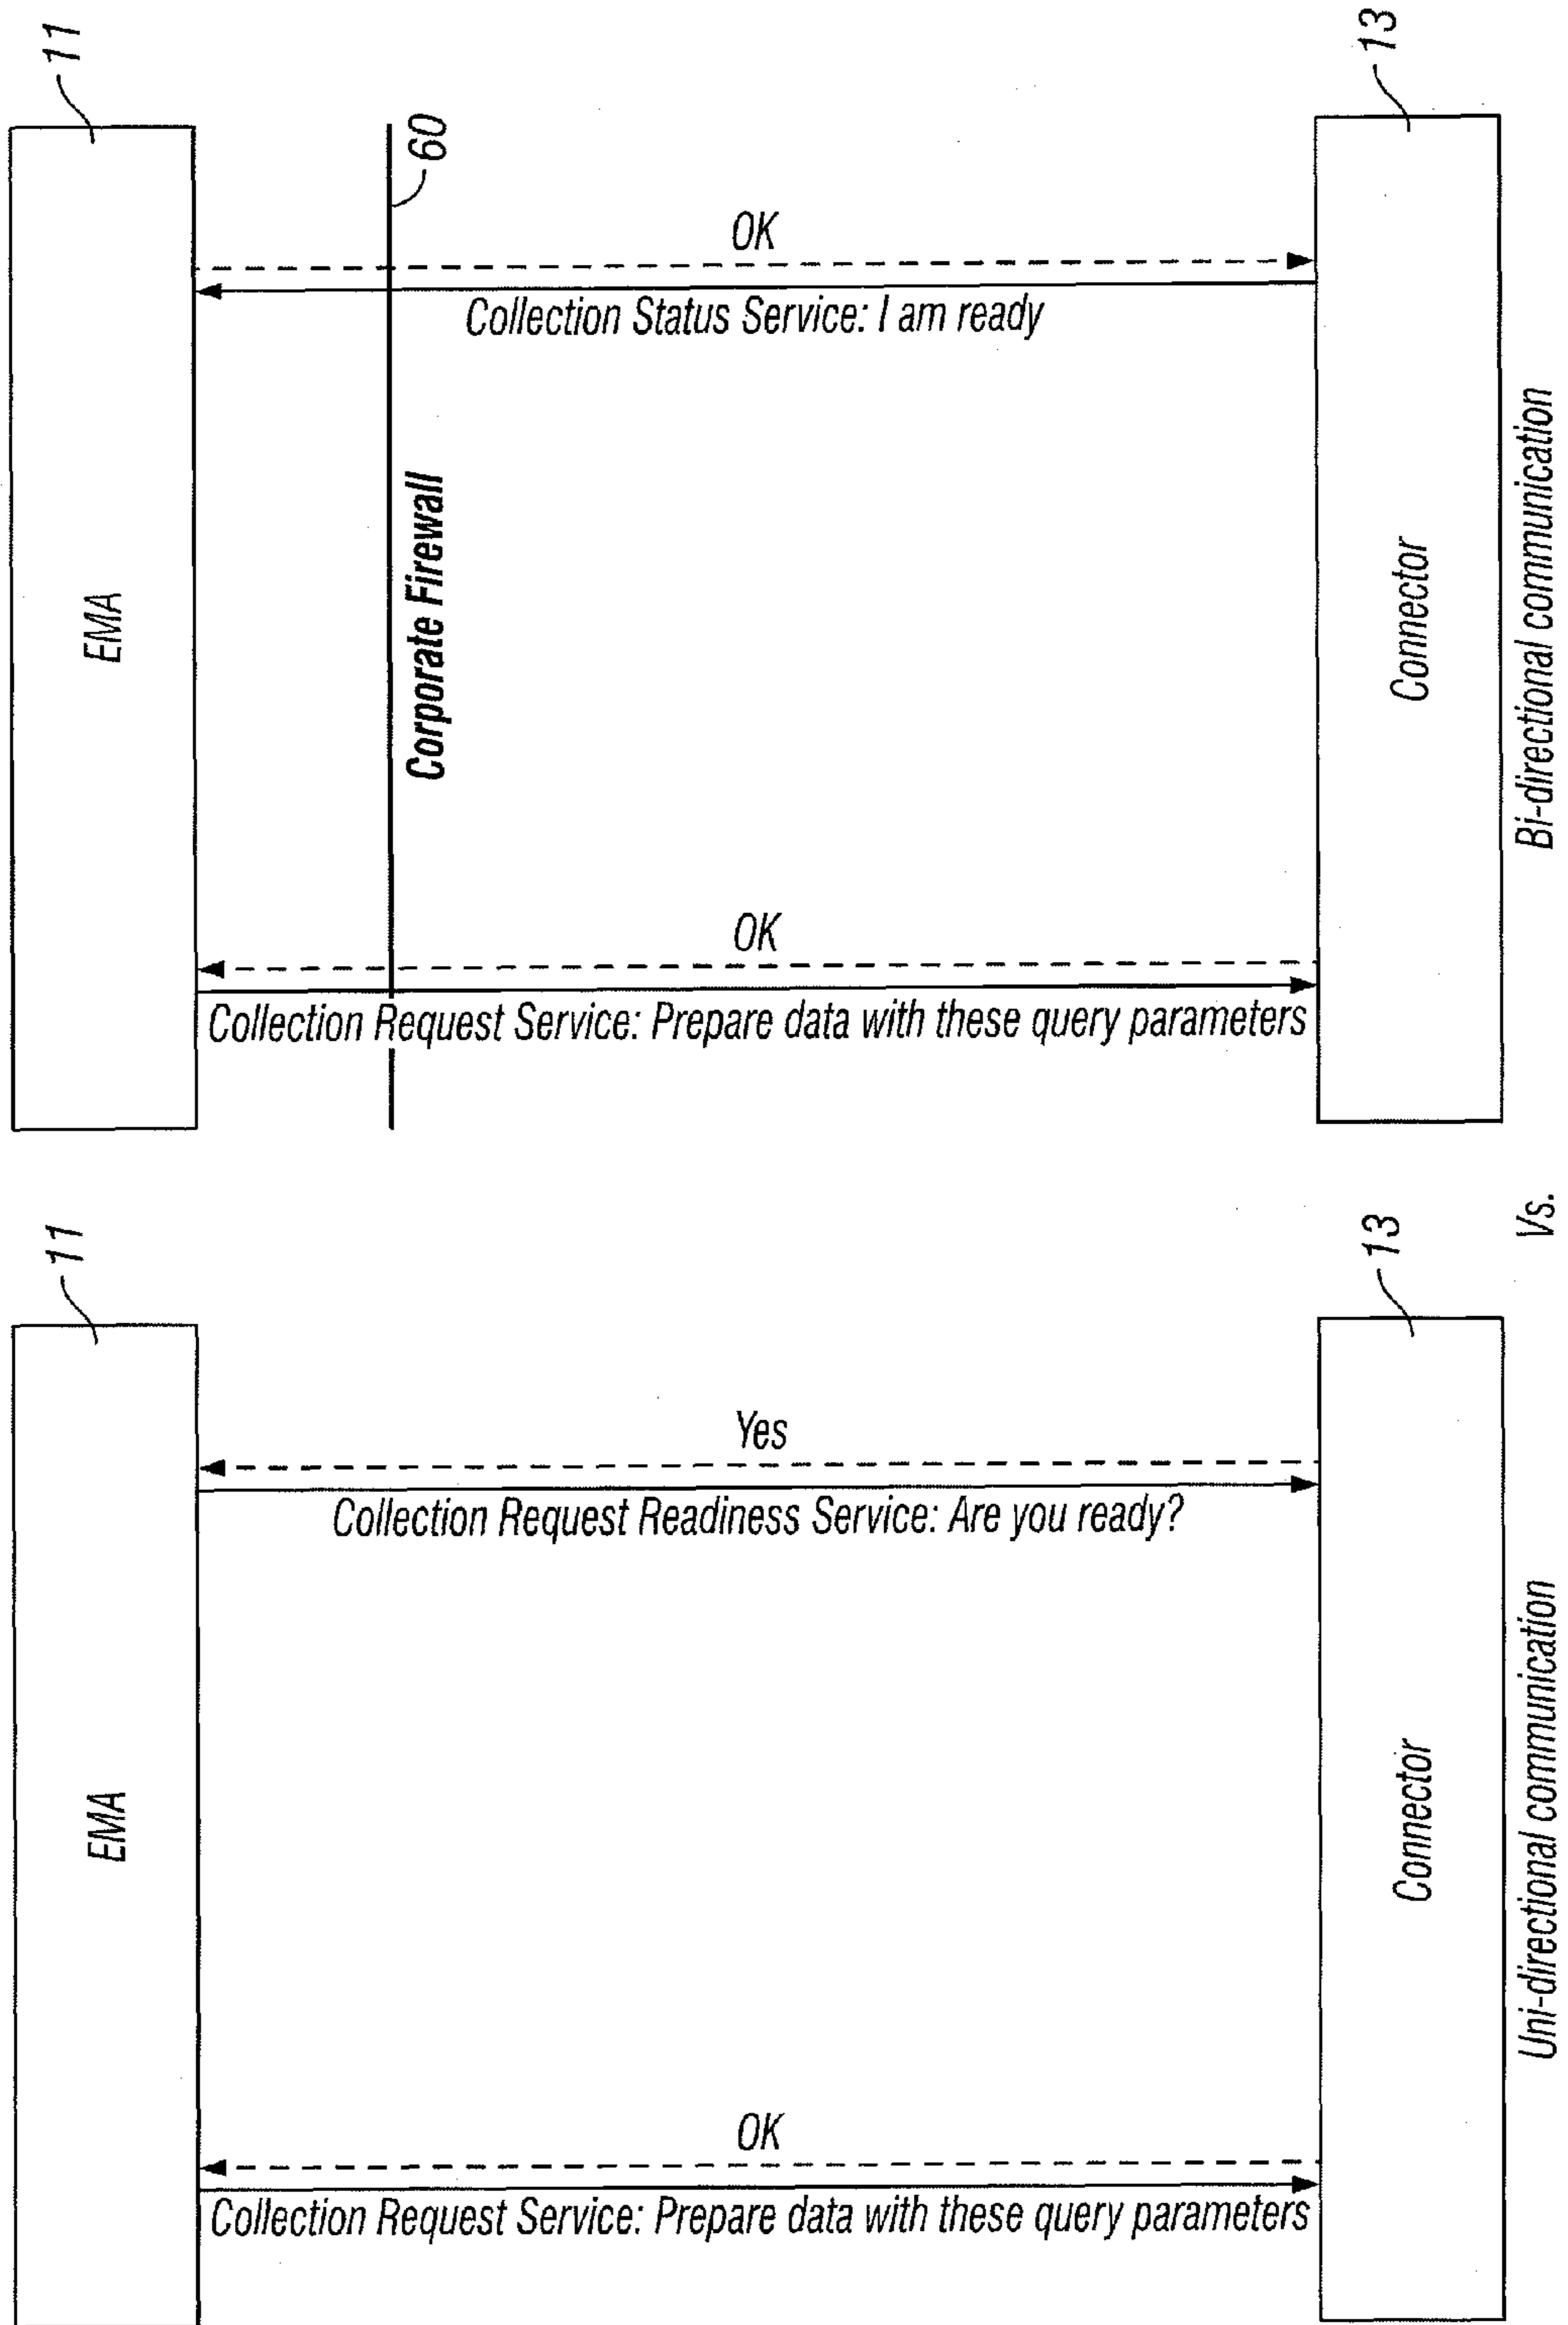 11
EMA
60
Corporate Firewall
OK
Collection Status Service: I am ready
OK
Collection Request Service: Prepare data with these query parameters
13
Connector
Bi-directional communication
Vs.
11
EMA
Yes
Collection Request Readiness Service: Are you ready?
OK
Collection Request Service: Prepare data with these query parameters
13
Connector
Uni-directional communication